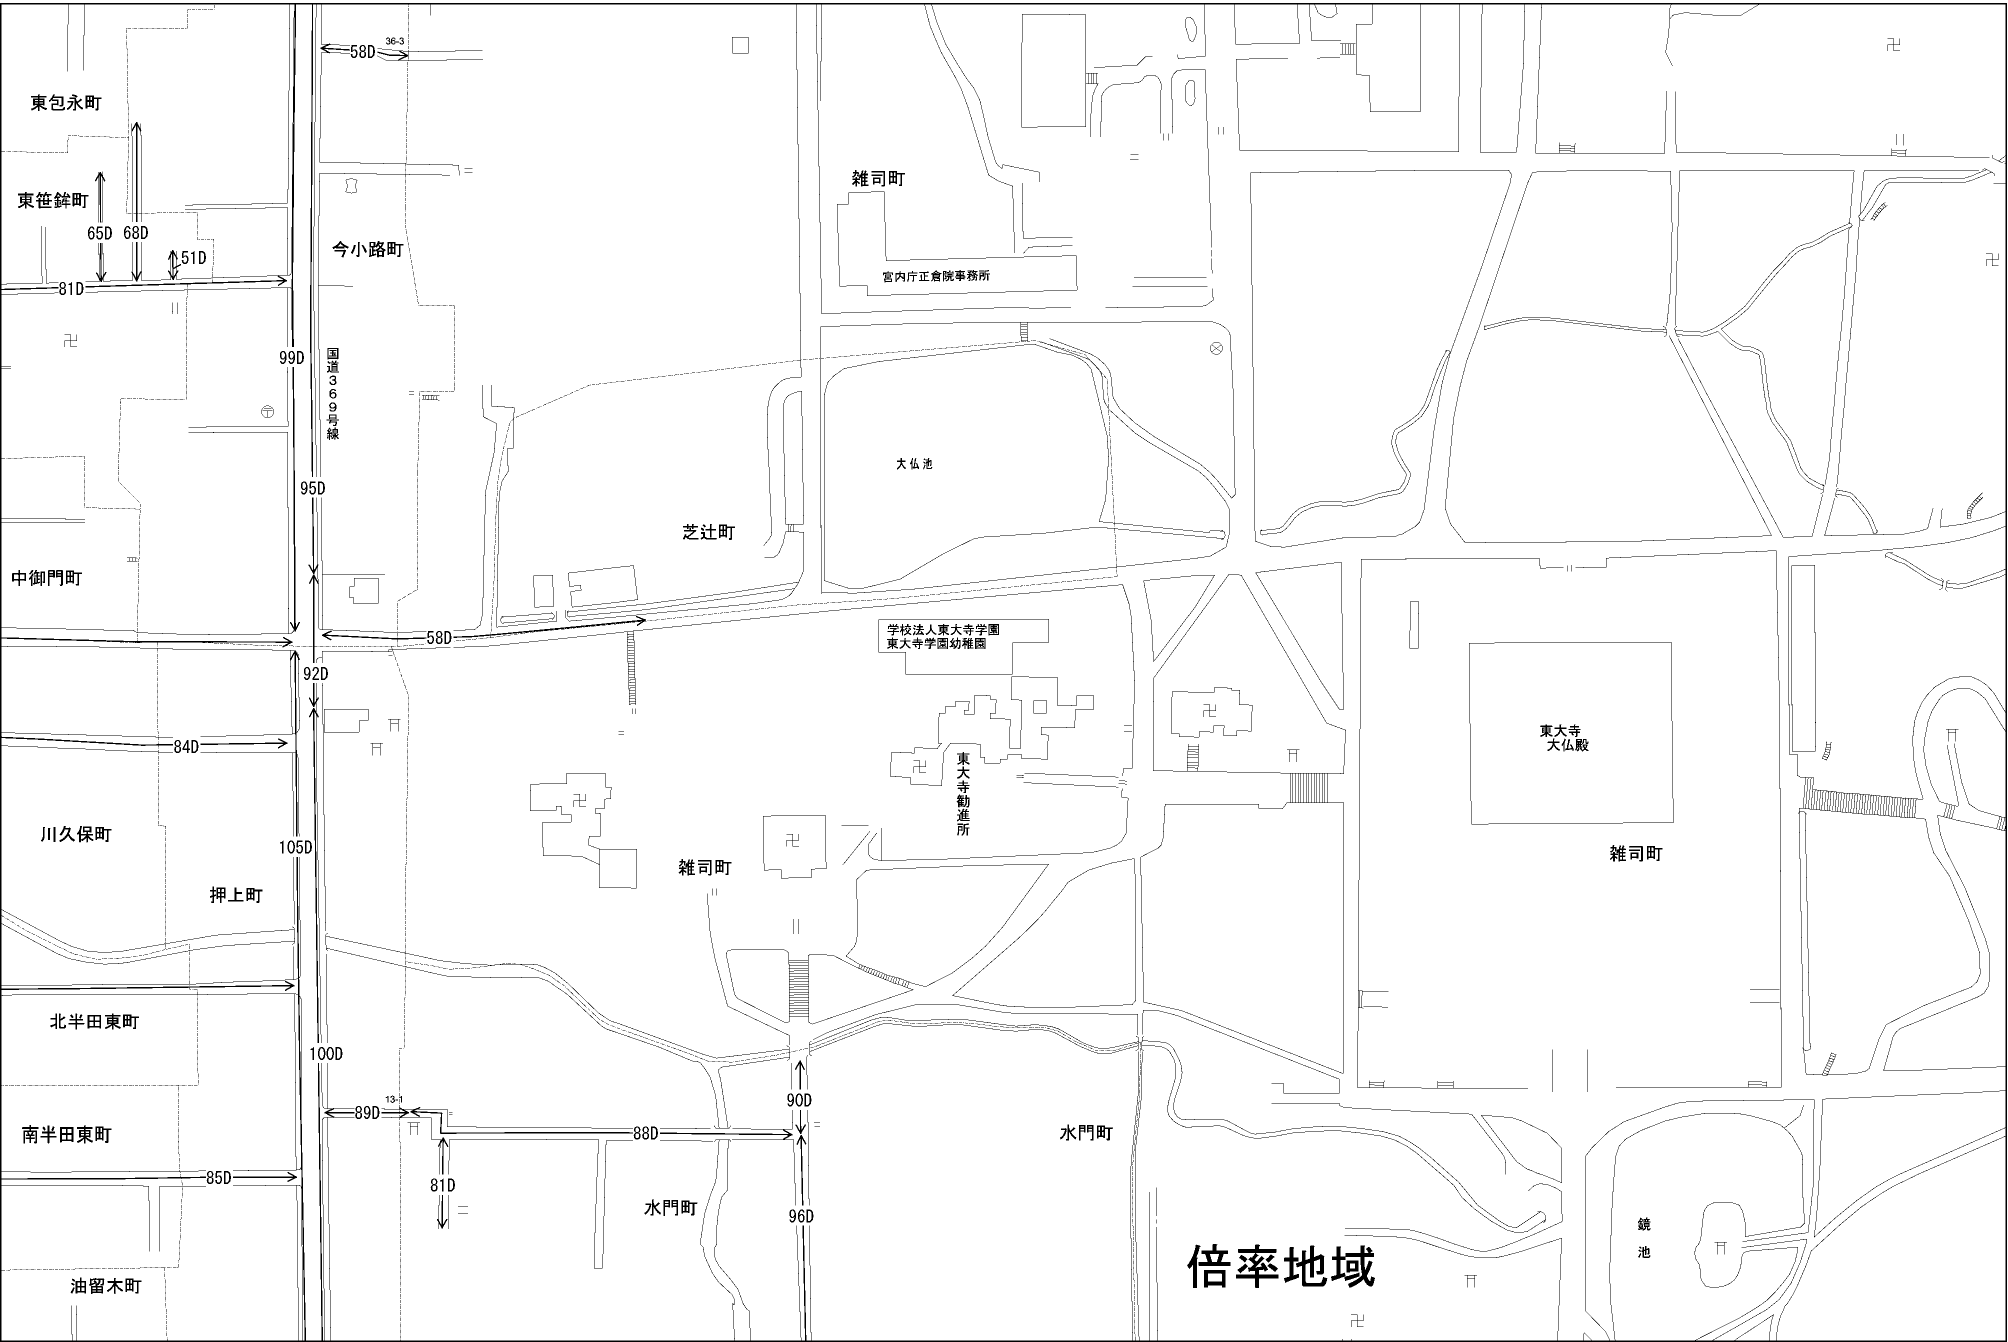 58D
36-3
東包永町
雑司町
東笹鉾町
65D
68D
51D
今小路町
宮内庁正倉院事務所
81D
99D
国道369号線
95D
大仏池
芝辻町
中御門町
58D
学校法人東大寺学園
東大寺学園幼稚園
92D
84D
東大寺
大仏殿
東大寺勧進所
川久保町
105D
雑司町
雑司町
押上町
北半田東町
100D
89D
13-1
90D
88D
水門町
南半田東町
85D
81D
水門町
96D
鏡池
倍率地域
油留木町